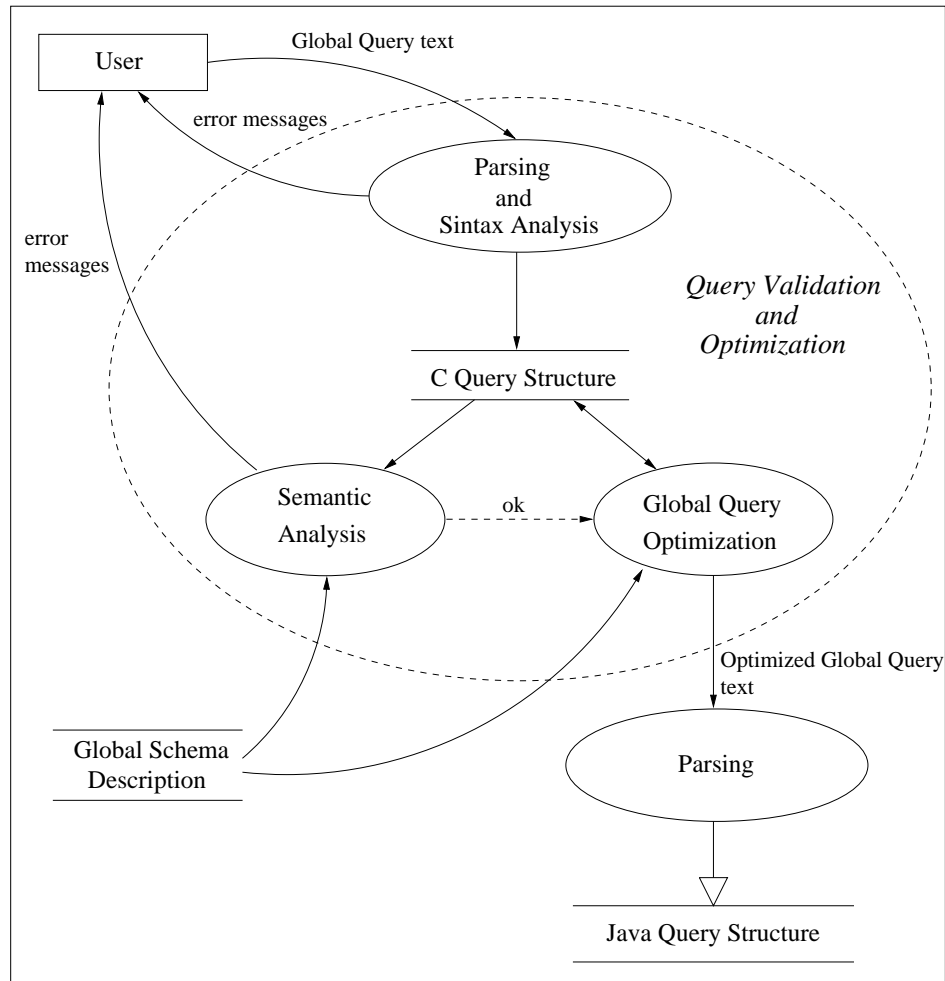 Global Query text
User
error messages
Parsing
and
Sintax Analysis
error
messages
Query Validation
and
Optimization
C Query Structure
Semantic
Analysis
ok
Global Query
Optimization
Optimized Global Query
text
Global Schema
Description
Parsing
Java Query Structure